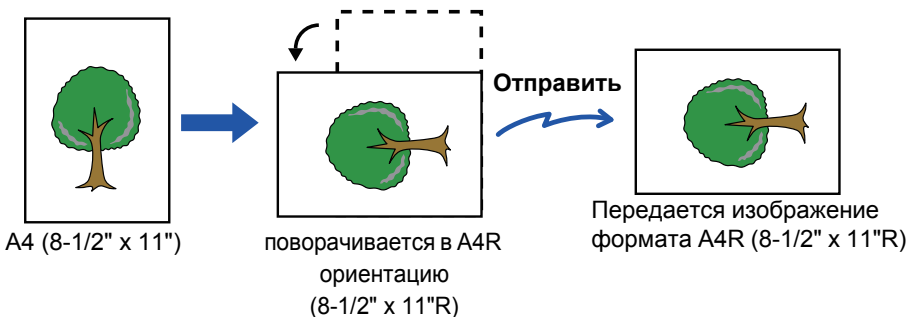 A4 (8-1/2" x 11")
поворачивается в A4R
ориентацию
(8-1/2" x 11"R)
Отправить
Передается изображение
формата A4R (8-1/2" x 11"R)